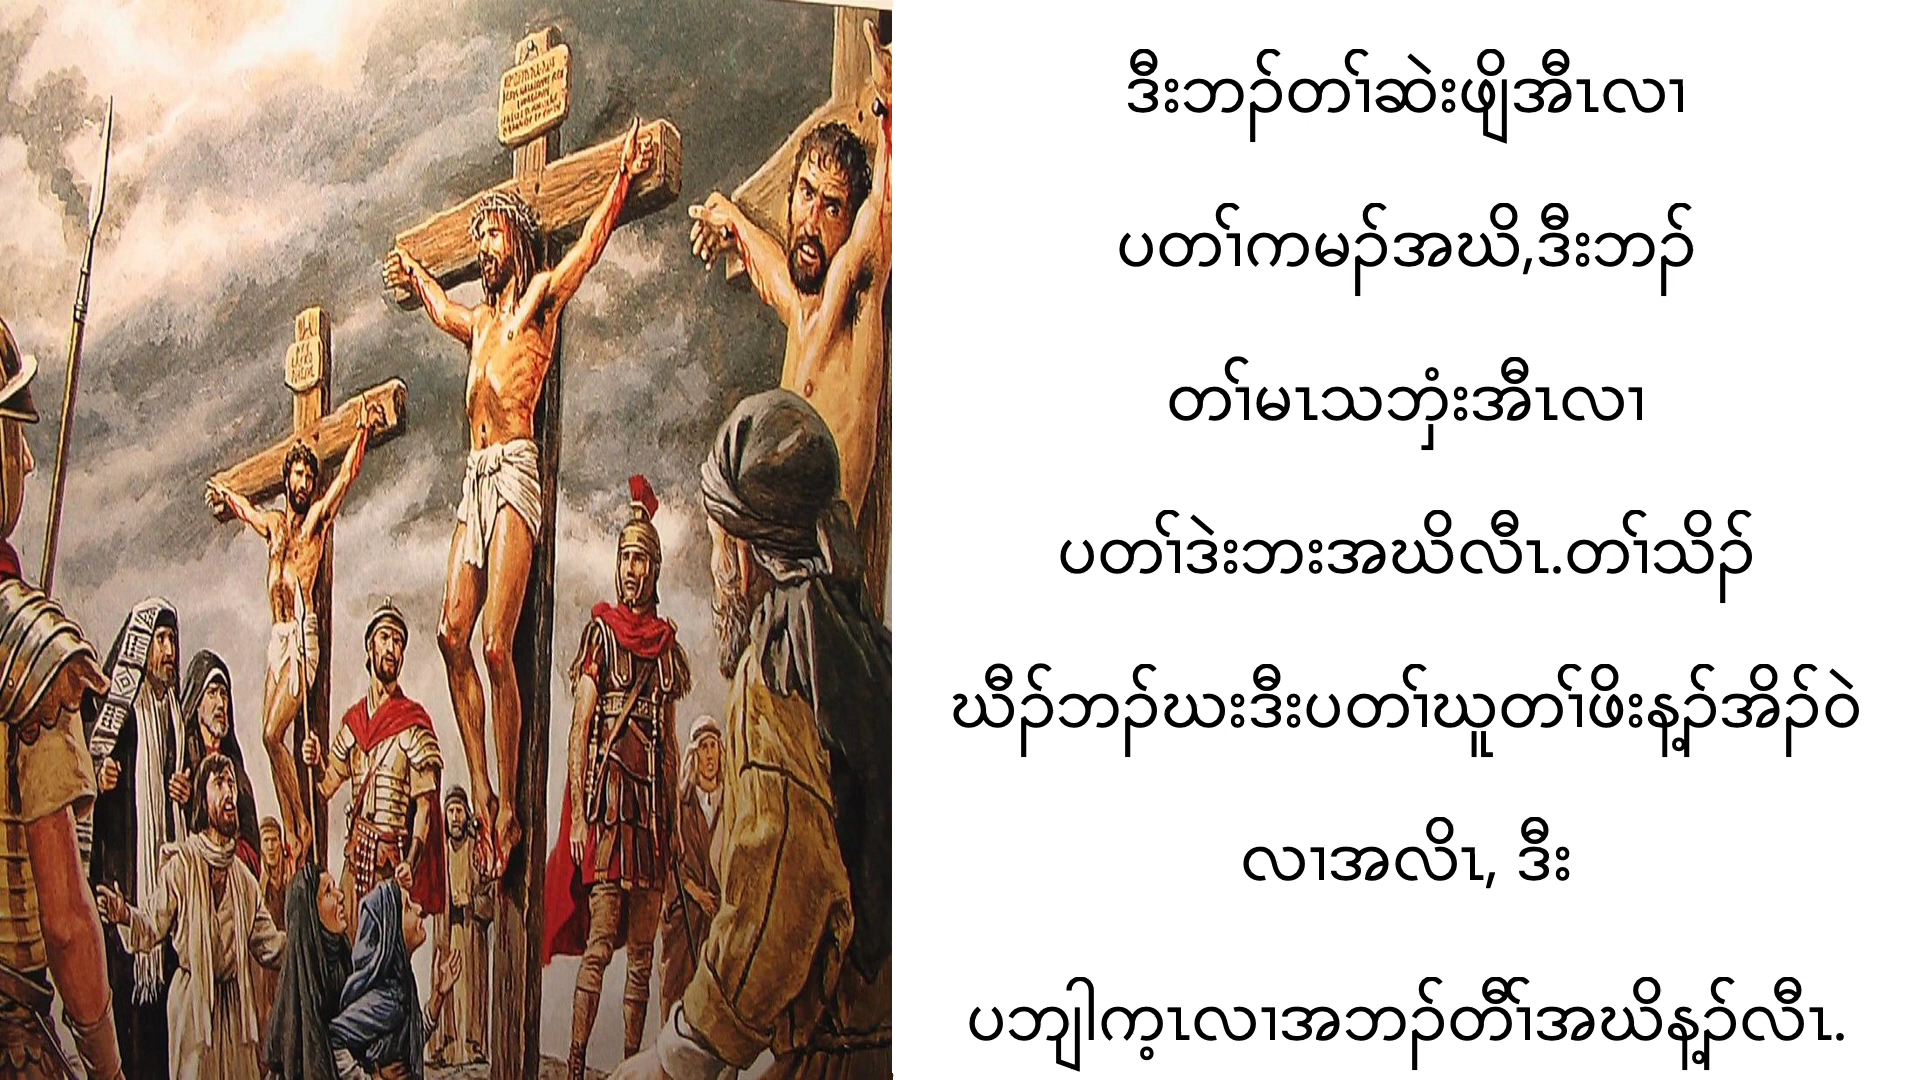 ဒီးဘၣ်တၢ်ဆဲးဖျိအီၤလၢ
ပတၢ်ကမၣ်အဃိ,ဒီးဘၣ်
တၢ်မၤသဘှံးအီၤလၢ
ပတၢ်ဒဲးဘးအဃိလီၤ.တၢ်သိၣ်
ဃီၣ်ဘၣ်ဃးဒီးပတၢ်ဃူတၢ်ဖိးန့ၣ်အိၣ်ဝဲ
လၢအလိၤ, ဒီး
ပဘျါက့ၤလၢအဘၣ်တီၢ်အဃိန့ၣ်လီၤ.